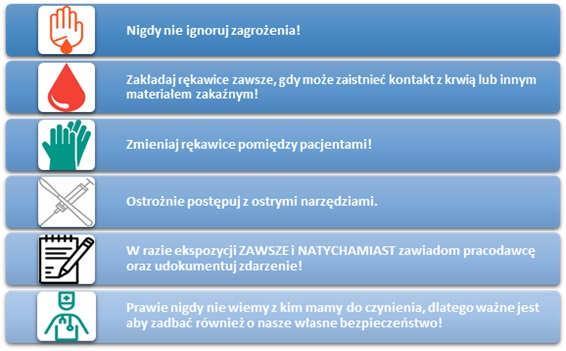 Nigdy nie ignoruj zagrożenia!
Zakładaj rękawice zawsze, gdy może zaistnieć kontakt z krwią lub innym
materiałem zakaźnym!
Zmieniaj rękawice pomiędzy pacjentami!
Ostrożnie postępuj z ostrymi narzędziami.
W razie ekspozycji ZAWSZE i NATYCHAMIAST zawiadom pracodawcę
oraz udokumentuj zdarzenie!
Prawie nigdy nie wiemy z kim mamy do czynienia, dlatego ważne jest
aby zadbać również o nasze własne bezpieczeństwo!